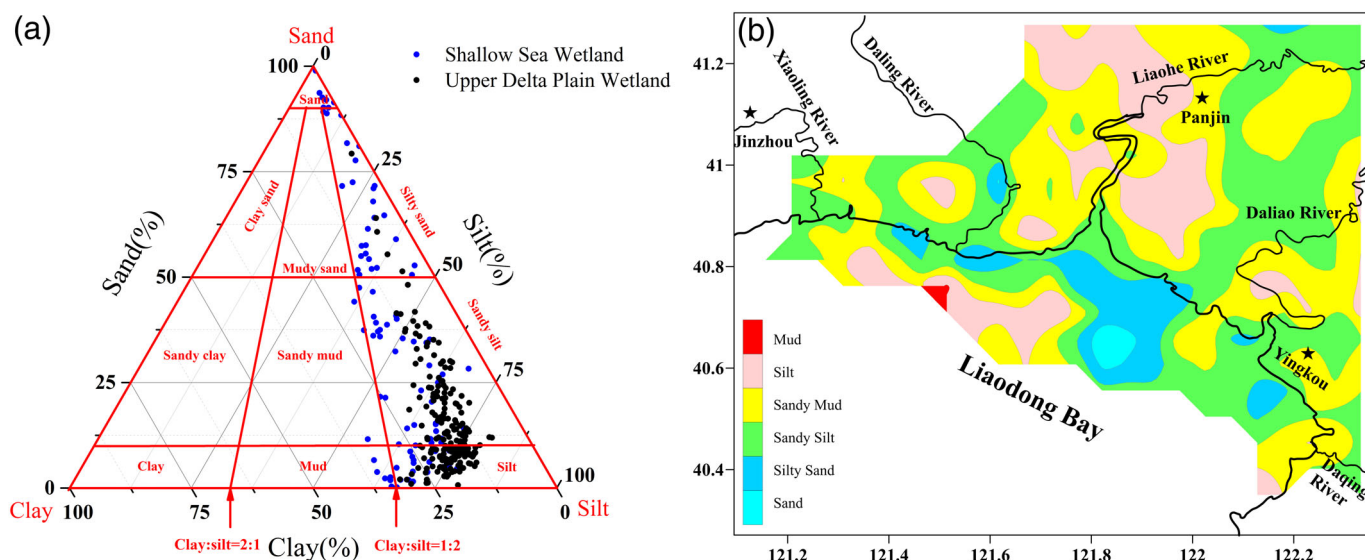 (a)
Sand
0
100
Shallow Sea Wetland
Upper Delta Plain Wetland
Sand
75
25
Clay sand
Silty sand
Sand(%)
Silt(%)
50
Mudy sand
50
Sandy silt
Sandy clay
Sandy mud
25
75
Clay
Mud
Silt
0
100
Clay
100
75
50
25
0
Silt
Clay:silt=2:1
Clay(%)
Clay:silt=1:2
(b)
41.2
41
40.8
40.6
40.4
Xiaoling River
Daling River
Liaohe River
Panjin
Jinzhou
Daliao River
Yingkou
Liaodong Bay
Daqing River
Mud
Silt
Sandy Mud
Sandy Silt
Silty Sand
Sand
121.2
121.4
121.6
121.8
122
122.2